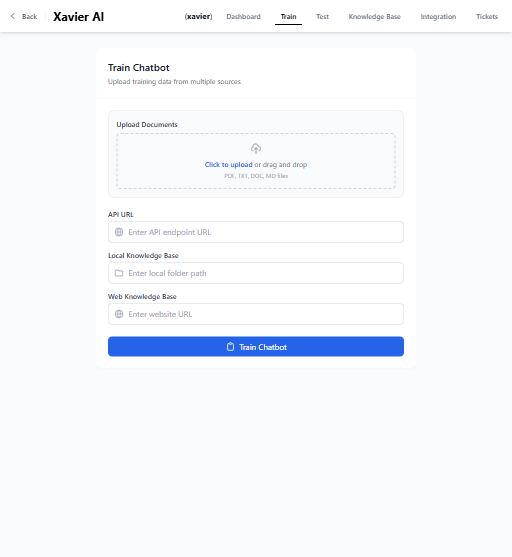 Back
Xavier AI
(xavier)
Dashboard
Train
Test
Knowledge Base
Integration
Tickets
Train Chatbot
Upload training data from multiple sources
Upload Documents
Click to upload or drag and drop
PDF, TXT, DOC, MD files
API URL
Enter API endpoint URL
Local Knowledge Base
Enter local folder path
Web Knowledge Base
Enter website URL
Train Chatbot